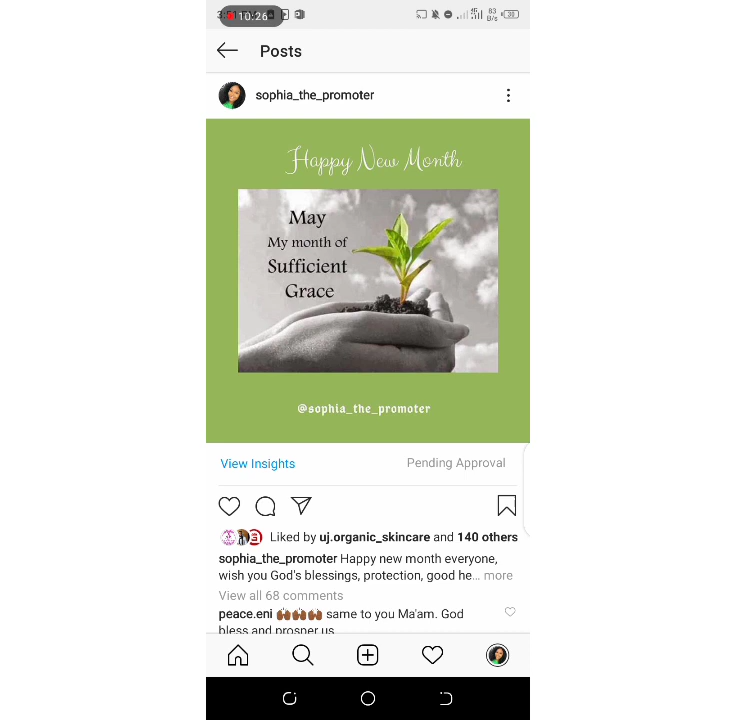 10:26
83
B/s
30
Posts
sophia_the_promoter
Happy New Month
May
My month of
Sufficient
Grace
@sophia_the_promoter
View Insights
Pending Approval
Liked by uj.organic_skincare and 140 others
sophia_the_promoter Happy new month everyone,
wish you God's blessings, protection, good he... more
View all 68 comments
peace.eni 🙌🏾🙌🏾🙌🏾 same to you Ma'am. God
bless and prosper us